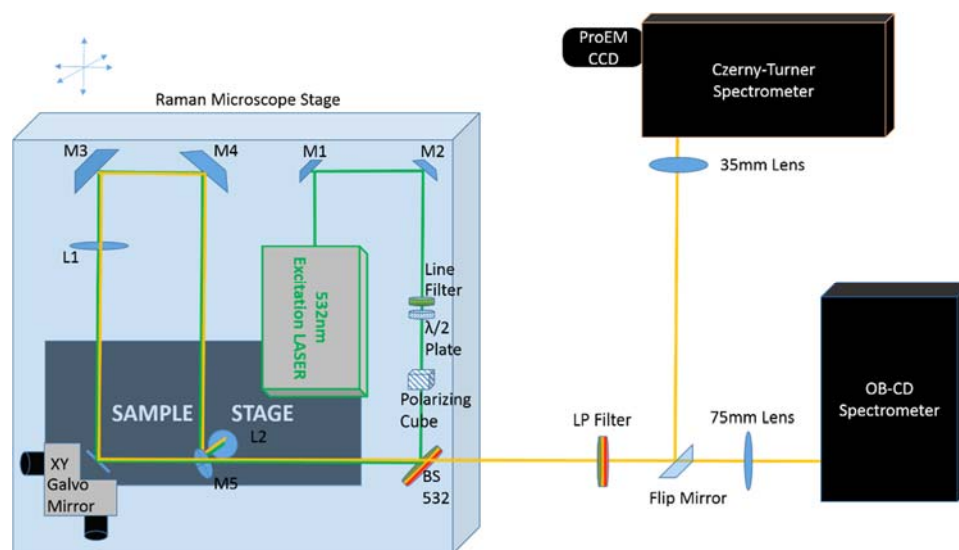 ProEM
CCD
Czerny-Turner
Spectrometer
Raman Microscope Stage
M3
M4
M1
M2
35mm Lens
L1
532nm
Excitation LASER
Line
Filter
λ/2
Plate
Polarizing
Cube
SAMPLE STAGE
L2
M5
XY
Galvo
Mirror
BS
532
LP Filter
75mm Lens
Flip Mirror
OB-CD
Spectrometer